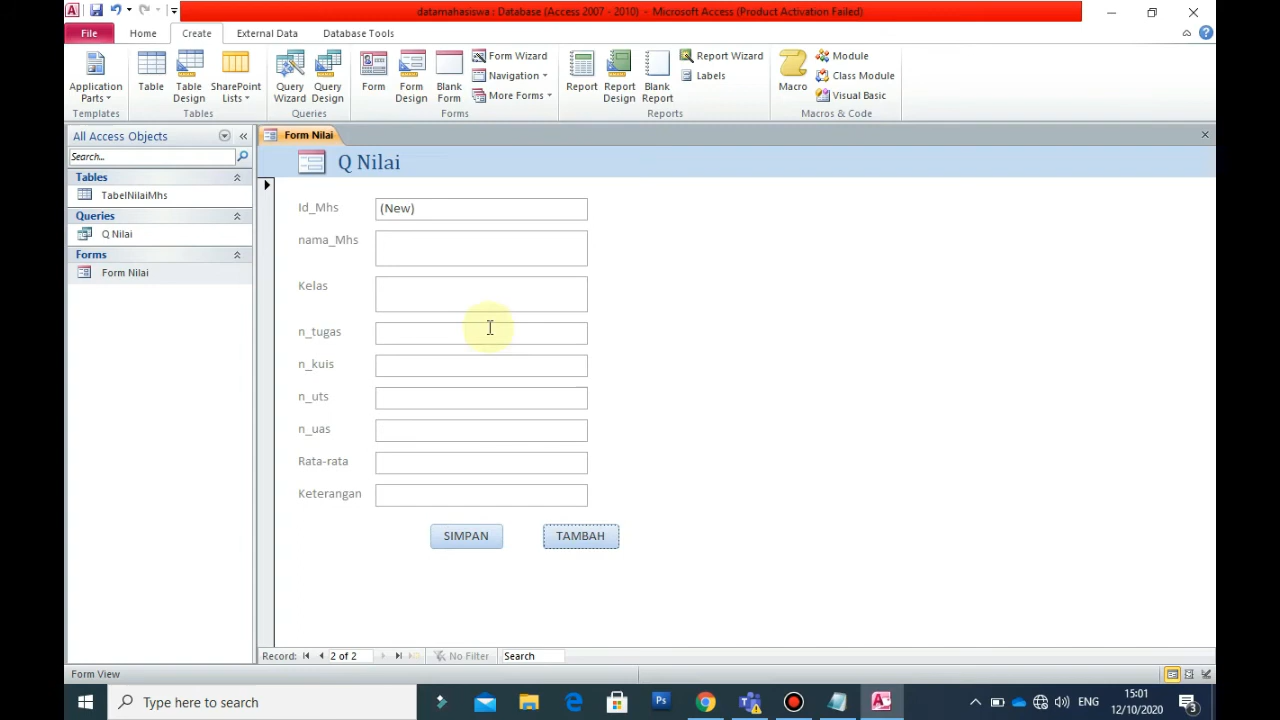 datamahasiswa : Database (Access 2007 - 2010) - Microsoft Access (Product Activation Failed)
File Home Create External Data Database Tools
Application Parts
Table
Table Design
SharePoint Lists
Query Wizard
Query Design
Form
Form Design
Blank Form
Form Wizard
Navigation
More Forms
Report
Report Design
Blank Report
Report Wizard
Labels
Macro
Module
Class Module
Visual Basic
Templates Tables Queries Forms Reports Macros & Code
All Access Objects
Search...
Tables
TabelNilaiMhs
Queries
Q Nilai
Forms
Form Nilai
Form Nilai
Q Nilai
Id_Mhs (New)
nama_Mhs
Kelas
n_tugas
n_kuis
n_uts
n_uas
Rata-rata
Keterangan
SIMPAN TAMBAH
Record: 2 of 2 No Filter Search
Form View
Type here to search
ENG
15:01
12/10/2020
3